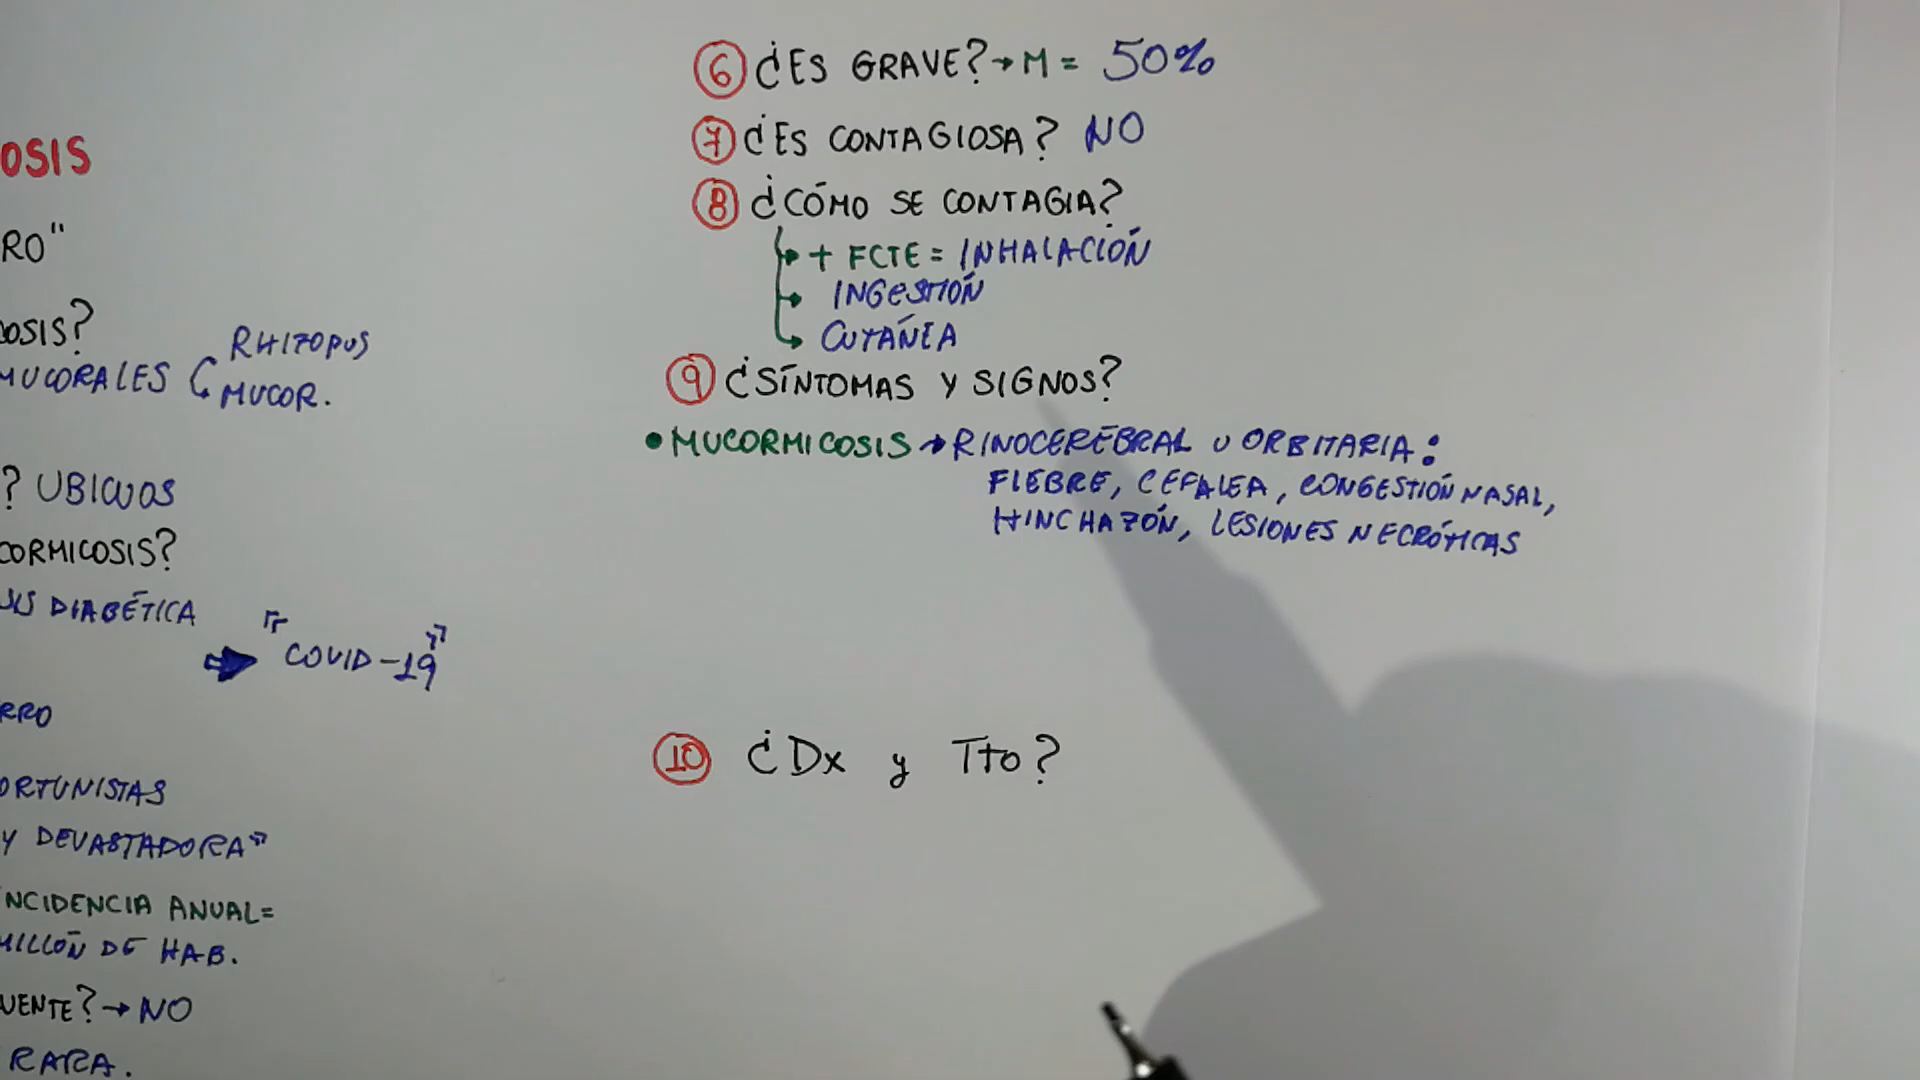 OSIS
RO"
OSIS?
MUCORALES
RHIZOPUS
MUCOR.
? UBICUOS
CORMICOSIS?
SIS DIABÉTICA
"COVID-19"
RRO
ORTUNISTAS
Y DEVASTADORA"
NCIDENCIA ANUAL=
MILLÓN DE HAB.
UENTE? → NO
RARA.
⑥ ¿ES GRAVE? → M = 50%
⑦ ¿ES CONTAGIOSA? NO
⑧ ¿CÓMO SE CONTAGIA?
+ FCTE = INHALACIÓN
INGESTIÓN
CUTÁNEA
⑨ ¿SÍNTOMAS Y SIGNOS?
• MUCORMICOSIS → RINOCEREBRAL U ORBITARIA:
FIEBRE, CEFALEA, CONGESTIÓN NASAL,
HINCHAZÓN, LESIONES NECRÓTICAS
⑩ ¿Dx y Tto?